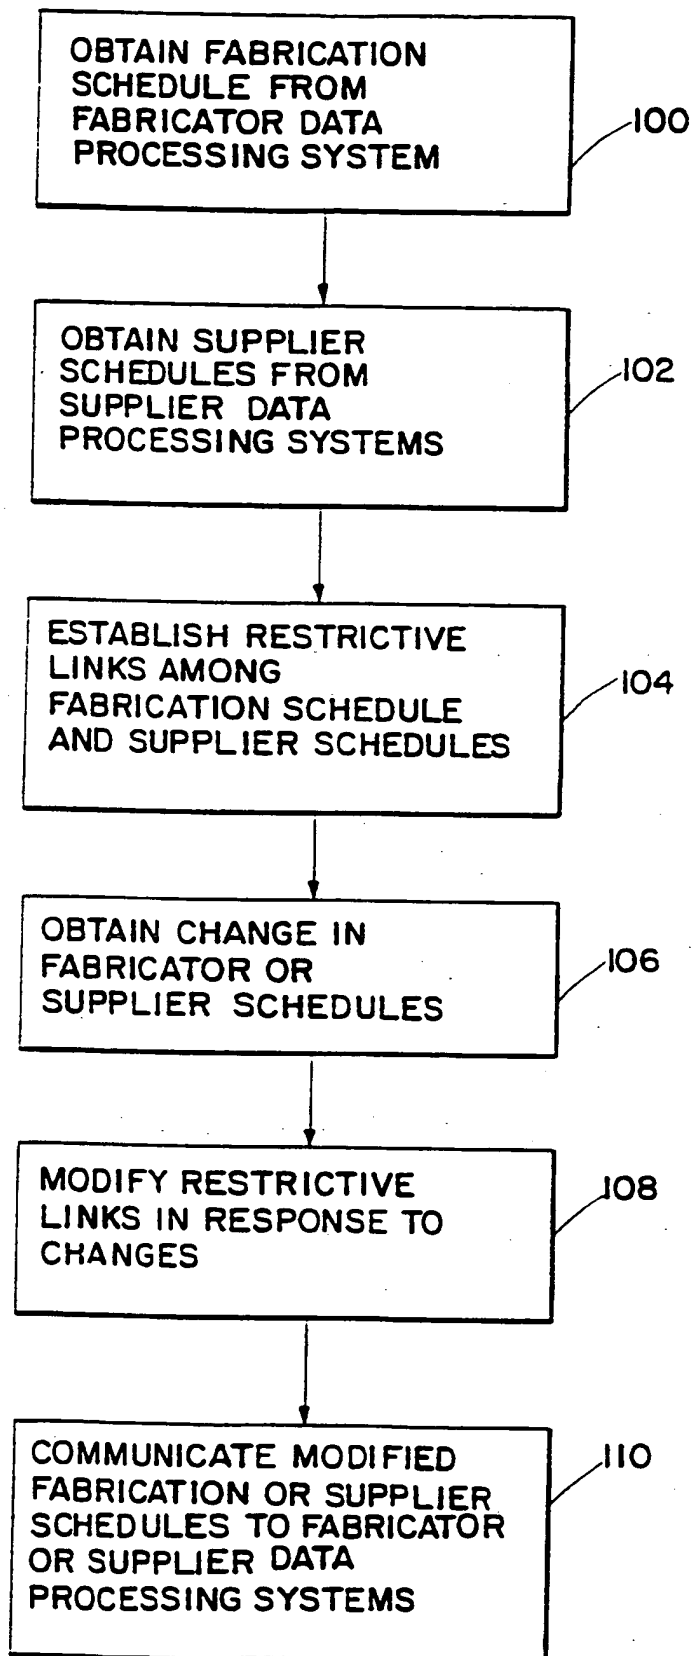 OBTAIN FABRICATION
SCHEDULE FROM
FABRICATOR DATA
PROCESSING SYSTEM
100
OBTAIN SUPPLIER
SCHEDULES FROM
SUPPLIER DATA
PROCESSING SYSTEMS
102
ESTABLISH RESTRICTIVE
LINKS AMONG
FABRICATION SCHEDULE
AND SUPPLIER SCHEDULES
104
OBTAIN CHANGE IN
FABRICATOR OR
SUPPLIER SCHEDULES
106
MODIFY RESTRICTIVE
LINKS IN RESPONSE TO
CHANGES
108
COMMUNICATE MODIFIED
FABRICATION OR SUPPLIER
SCHEDULES TO FABRICATOR
OR SUPPLIER DATA
PROCESSING SYSTEMS
110